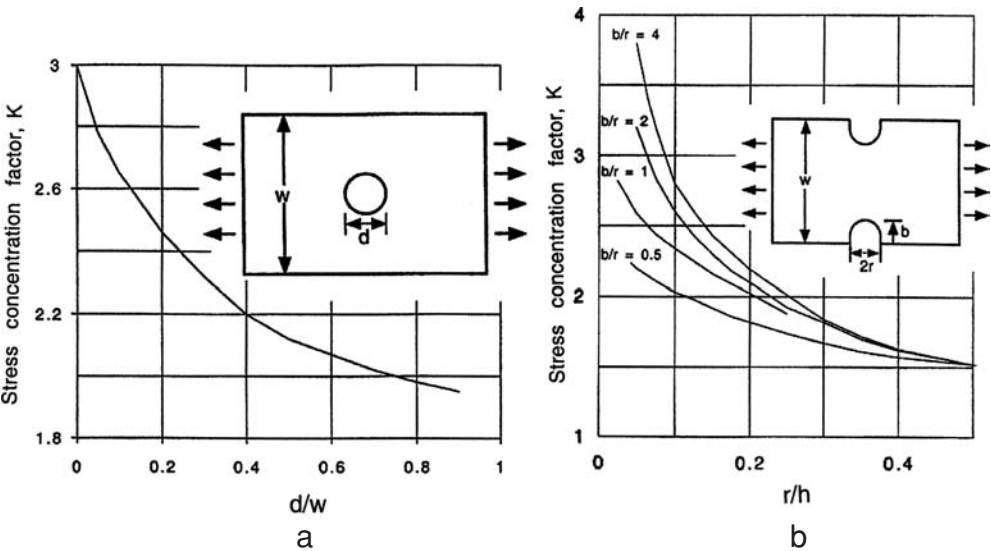 Stress concentration factor, K
3
2.6
2.2
1.8
0
0.2
0.4
0.6
0.8
1
d/w
w
d
a
Stress concentration factor, K
4
3
2
1
0
0.2
0.4
r/h
b/r = 4
b/r = 2
b/r = 1
b/r = 0.5
w
b
2r
b